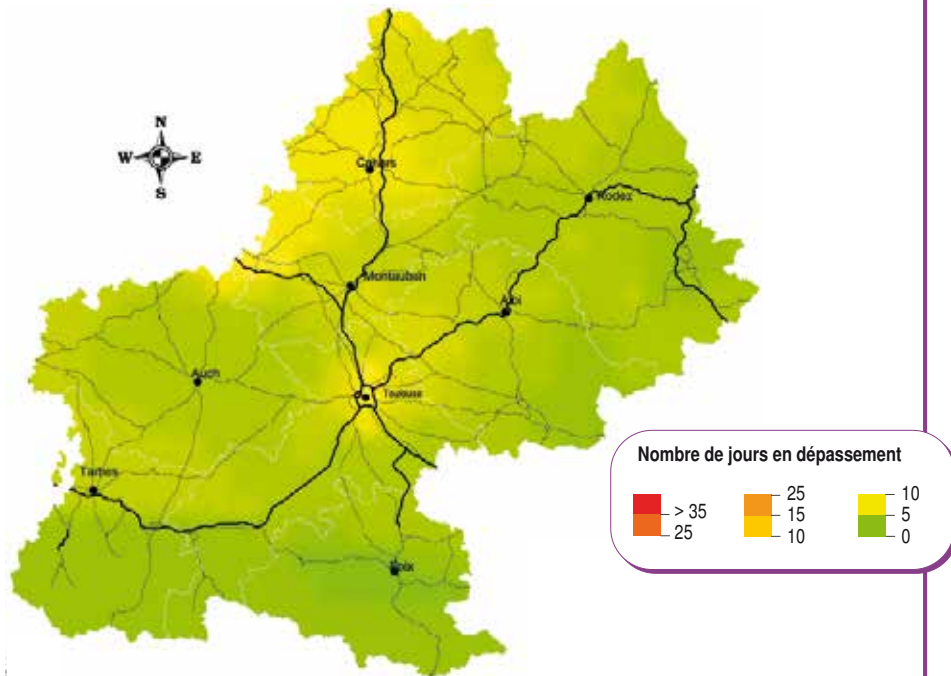 N
W E
S
Cahors
Rodez
Montauban
Albi
Auch
Toulouse
Tarbes
Foix
Nombre de jours en dépassement
> 35
25
25
15
10
10
5
0